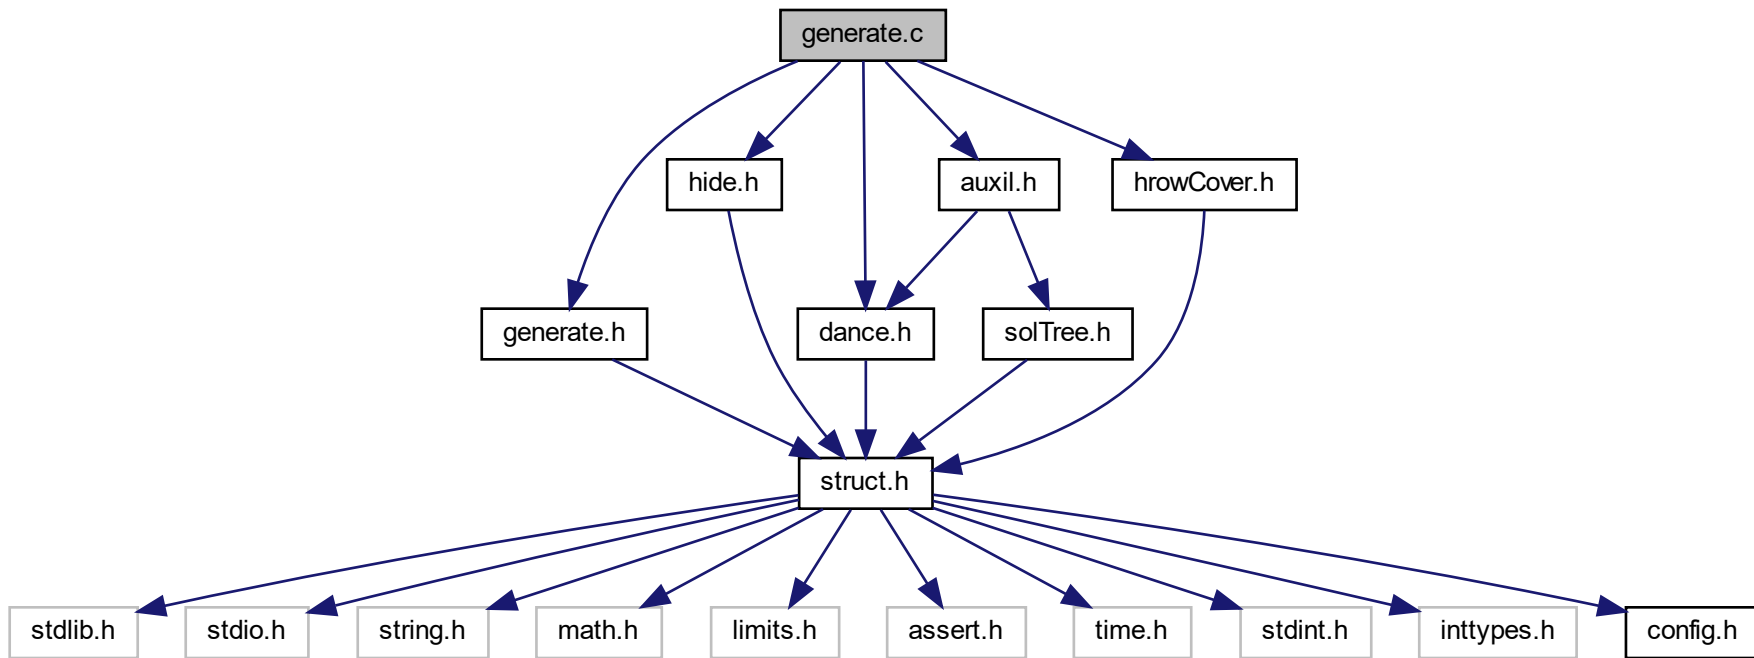 generate.c
hide.h
auxil.h
hrowCover.h
generate.h
dance.h
solTree.h
struct.h
stdlib.h
stdio.h
string.h
math.h
limits.h
assert.h
time.h
stdint.h
inttypes.h
config.h